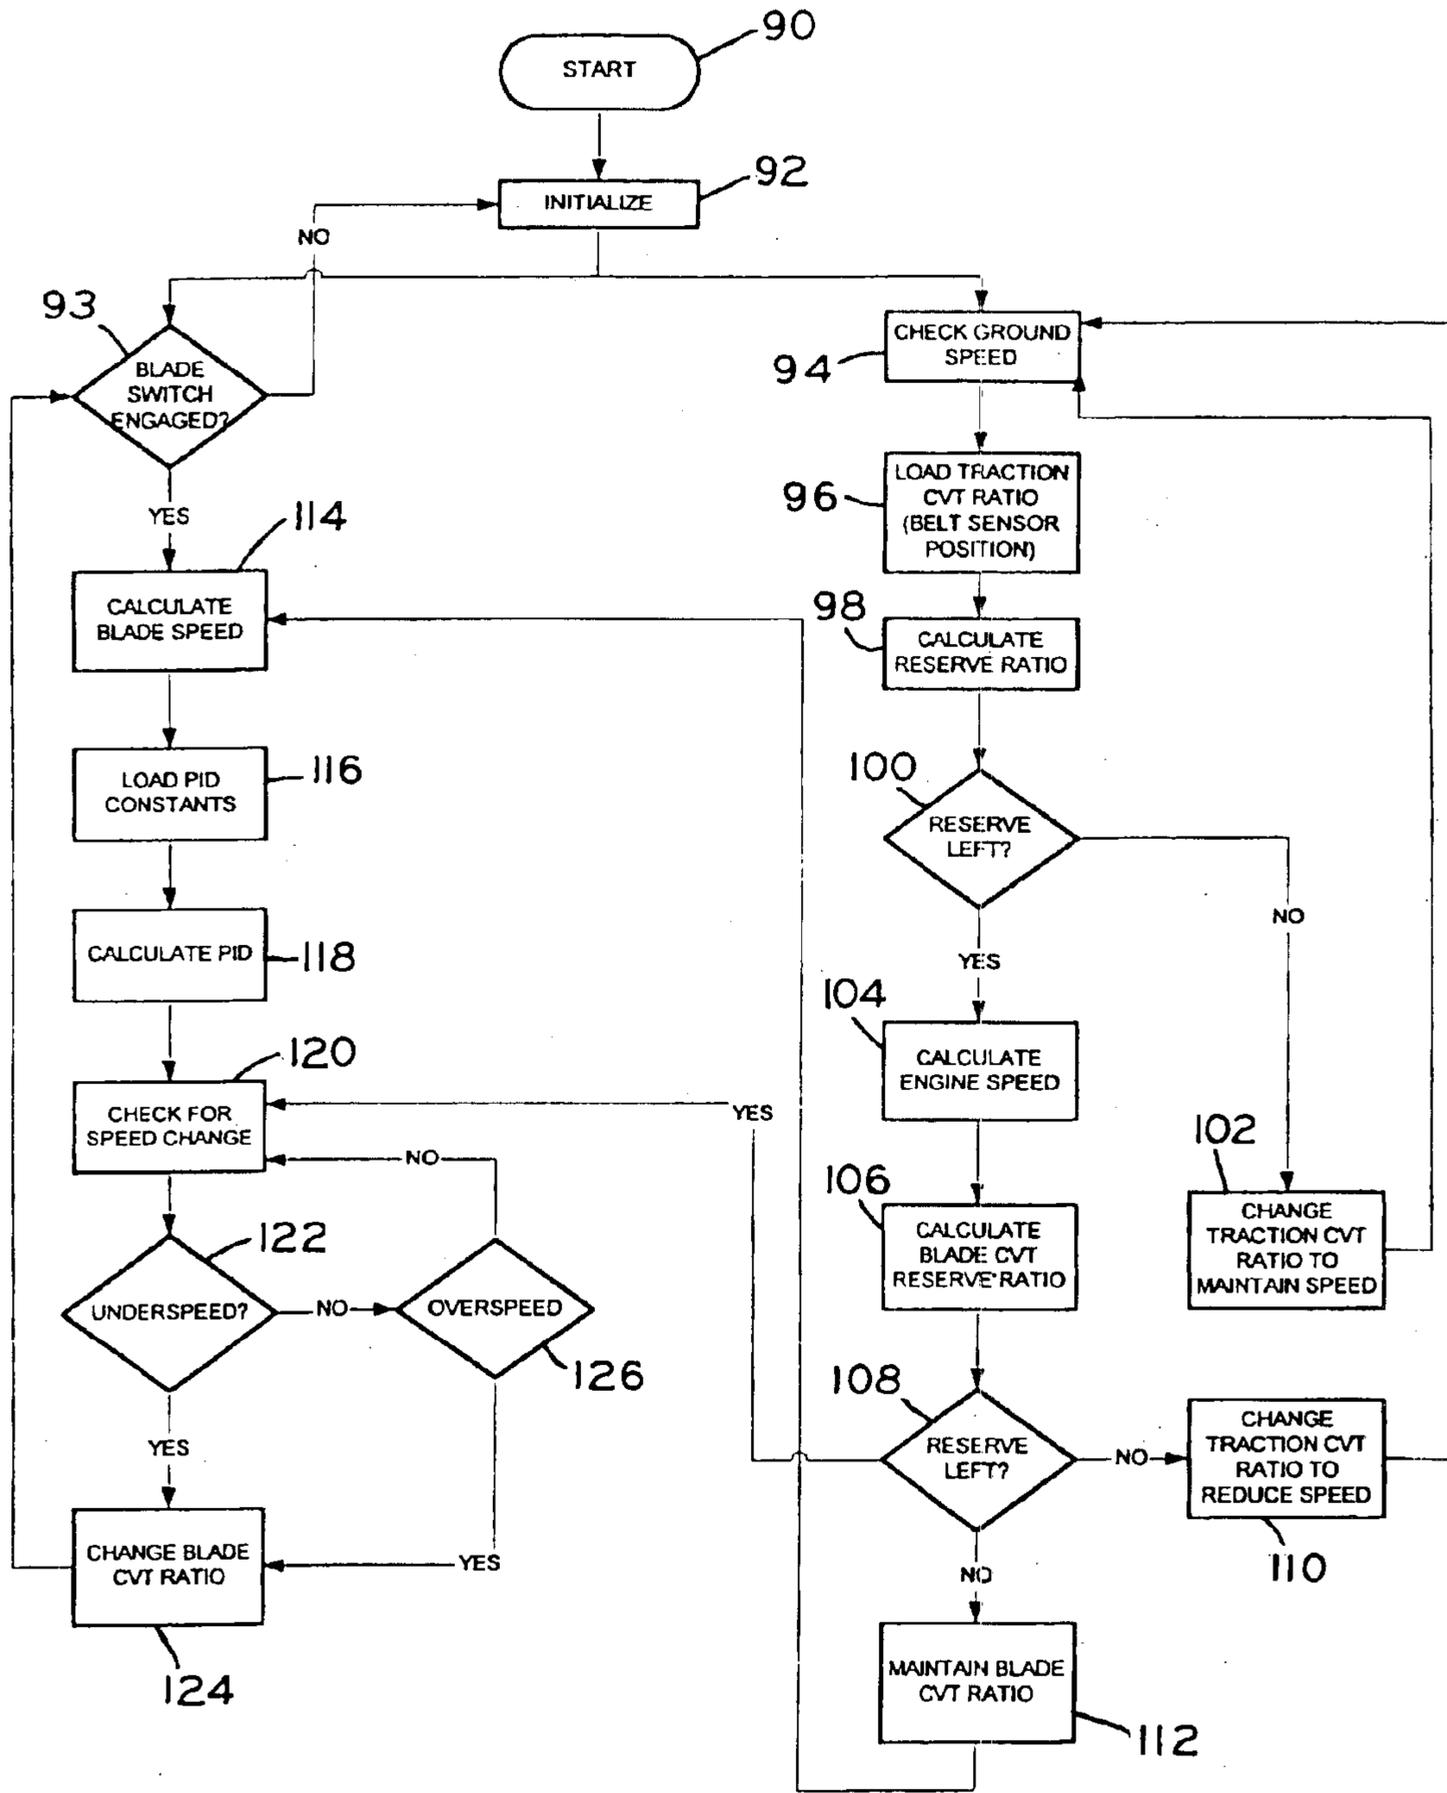 90
START
92
INITIALIZE
NO
93
BLADE
SWITCH
ENGAGED?
CHECK GROUND
SPEED
94
YES
114
LOAD TRACTION
CVT RATIO
(BELT SENSOR
POSITION)
96
CALCULATE
BLADE SPEED
98
CALCULATE
RESERVE RATIO
LOAD PID
CONSTANTS
116
100
RESERVE
LEFT?
NO
CALCULATE PID
118
YES
104
CALCULATE
ENGINE SPEED
120
CHECK FOR
SPEED CHANGE
YES
NO
102
CHANGE
TRACTION CVT
RATIO TO
MAINTAIN SPEED
106
CALCULATE
BLADE CVT
RESERVE RATIO
122
UNDERSPEED?
NO
OVERSPEED
126
108
RESERVE
LEFT?
NO
CHANGE
TRACTION CVT
RATIO TO
REDUCE SPEED
110
YES
CHANGE BLADE
CVT RATIO
YES
124
NO
MAINTAIN BLADE
CVT RATIO
112